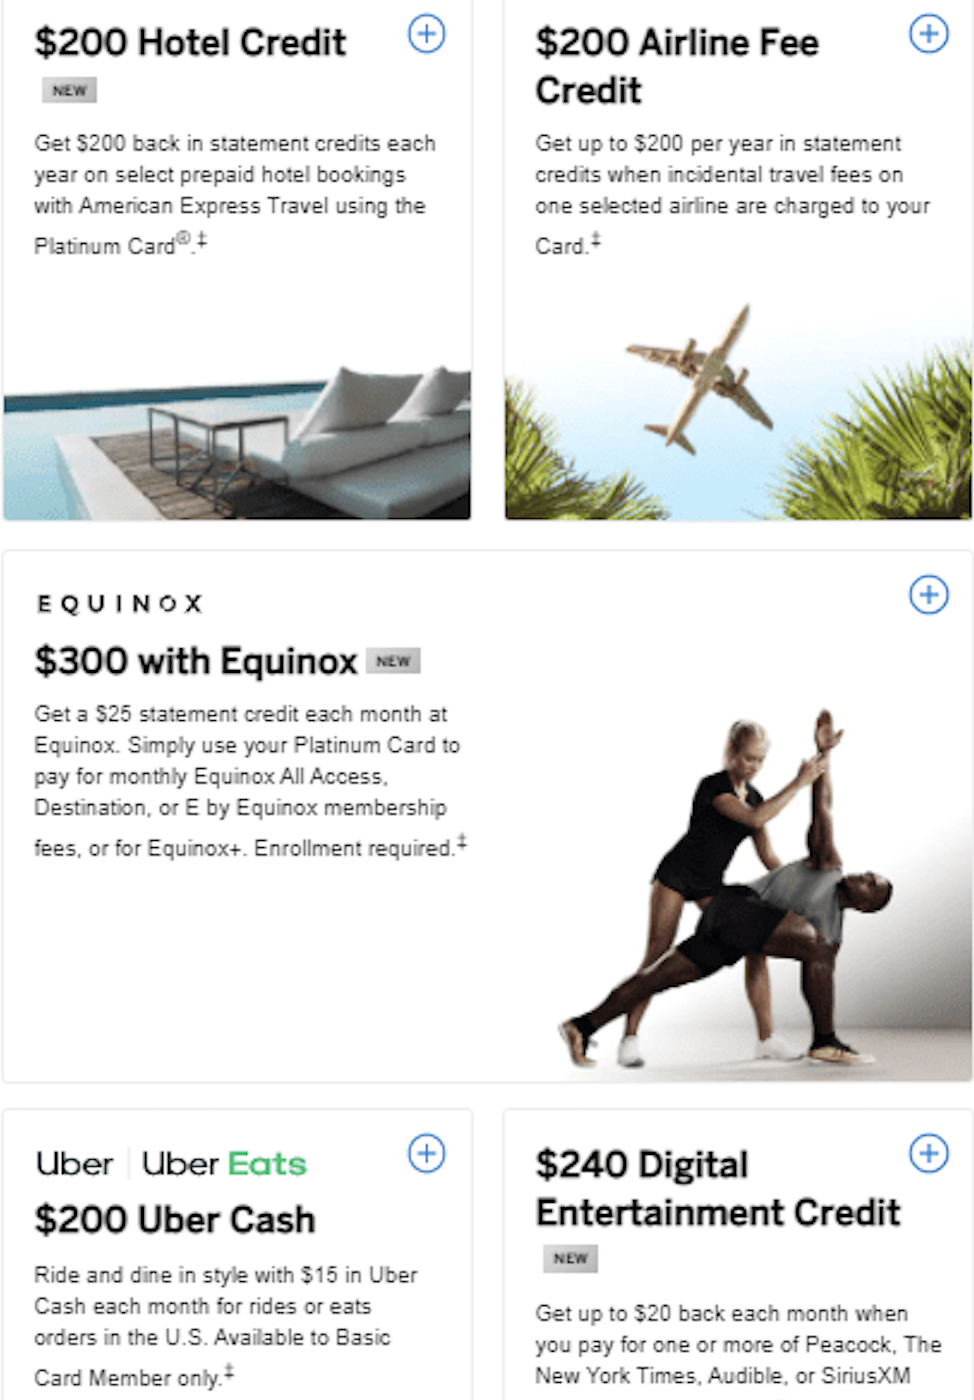 $200 Hotel Credit
NEW
Get $200 back in statement credits each
year on select prepaid hotel bookings
with American Express Travel using the
Platinum Card®.‡
$200 Airline Fee
Credit
Get up to $200 per year in statement
credits when incidental travel fees on
one selected airline are charged to your
Card.‡
EQUINOX
$300 with Equinox NEW
Get a $25 statement credit each month at
Equinox. Simply use your Platinum Card to
pay for monthly Equinox All Access,
Destination, or E by Equinox membership
fees, or for Equinox+. Enrollment required.‡
Uber | Uber Eats
$200 Uber Cash
Ride and dine in style with $15 in Uber
Cash each month for rides or eats
orders in the U.S. Available to Basic
Card Member only.‡
$240 Digital
Entertainment Credit
NEW
Get up to $20 back each month when
you pay for one or more of Peacock, The
New York Times, Audible, or SiriusXM